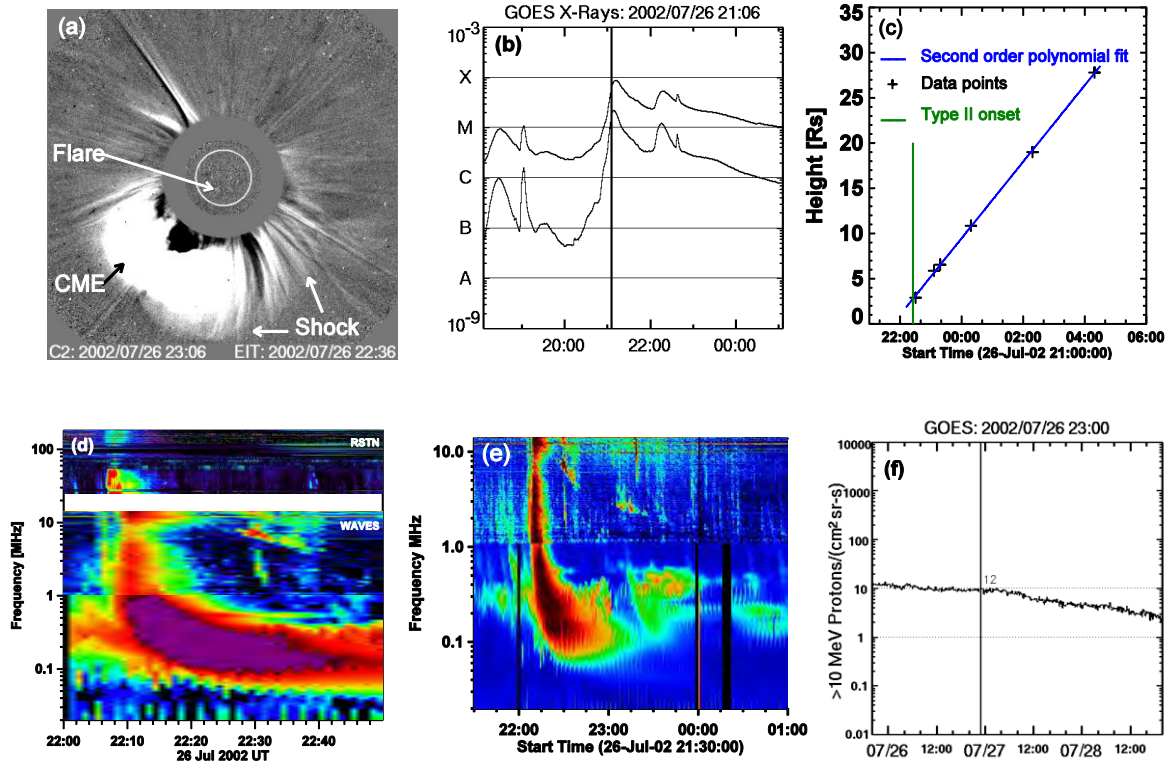 (a)
Flare
CME
Shock
C2: 2002/07/26 23:06 EIT: 2002/07/26 22:36
GOES X-Rays: 2002/07/26 21:06
(b)
10-3
X
M
C
B
A
10-9
20:00 22:00 00:00
(c)
Second order polynomial fit
Data points
Type II onset
Height [Rs]
35
30
25
20
15
10
5
0
22:00 00:00 02:00 04:00 06:00
Start Time (26-Jul-02 21:00:00)
(d)
RSTN
WAVES
Frequency [MHz]
100
10
1
0.1
22:00 22:10 22:20 22:30 22:40
26 Jul 2002 UT
(e)
Frequency MHz
10.0
1.0
0.1
22:00 23:00 00:00 01:00
Start Time (26-Jul-02 21:30:00)
GOES: 2002/07/26 23:00
(f)
>10 MeV Protons/(cm2 sr-s)
10000
1000
100
10
1
0.1
0.01
12
07/26 12:00 07/27 12:00 07/28 12:00